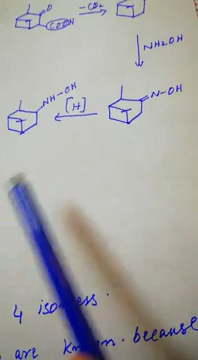 O
-CO₂
COOH
NH2OH
NH-OH
[H]
N-OH
4 isomers.
are known. because